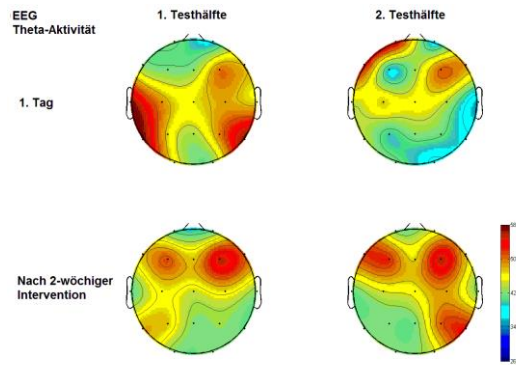 EEG
Theta-Aktivität
1. Testhälfte
2. Testhälfte
1. Tag
Nach 2-wöchiger
Intervention